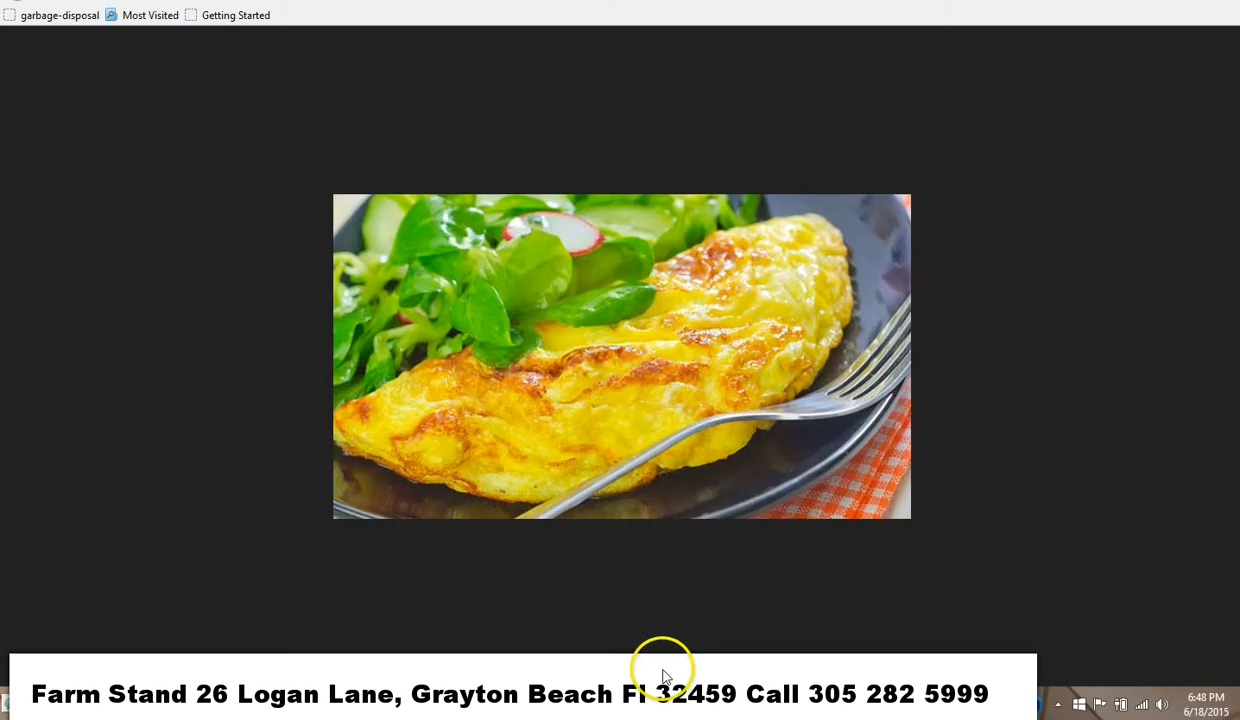 garbage-disposal Most Visited Getting Started
Farm Stand 26 Logan Lane, Grayton Beach Fl 32459 Call 305 282 5999
6:48 PM
6/18/2015